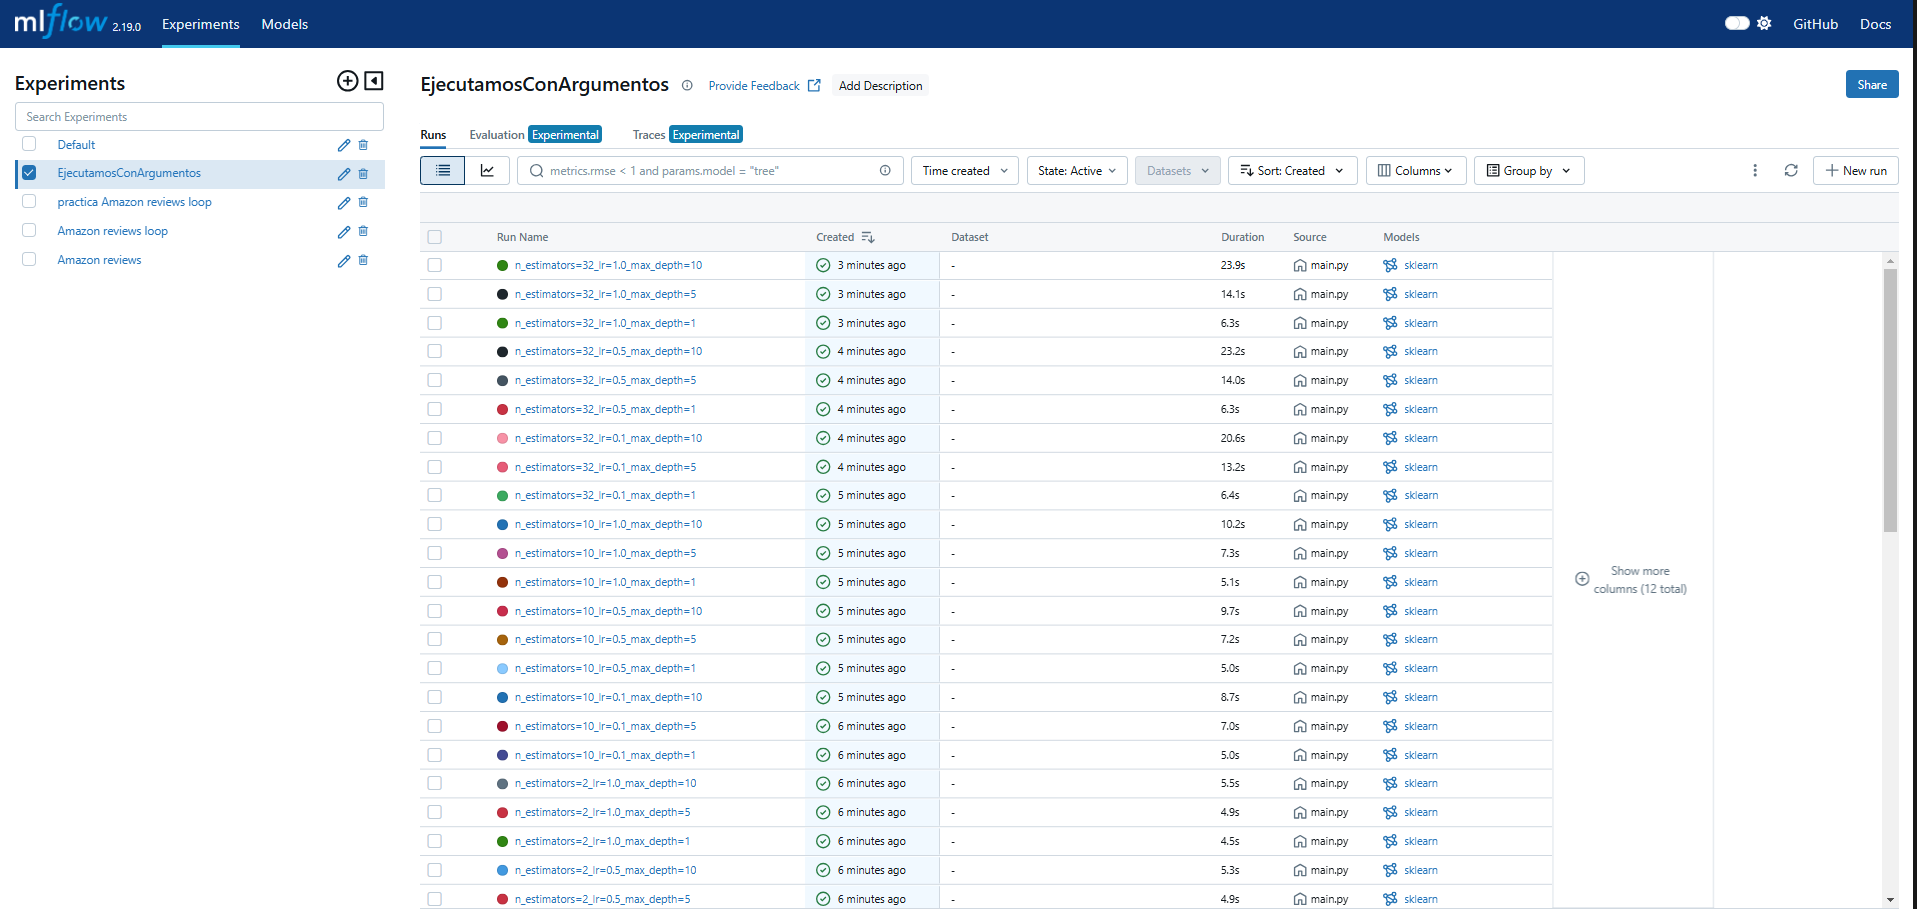 mlflow 2.19.0 Experiments Models GitHub Docs
Experiments
Search Experiments
Default
EjecutamosConArgumentos
practica Amazon reviews loop
Amazon reviews loop
Amazon reviews
EjecutamosConArgumentos Provide Feedback Add Description Share
Runs Evaluation Experimental Traces Experimental
metrics.rmse < 1 and params.model = "tree" Time created State: Active Datasets Sort: Created Columns Group by New run
Run Name Created Dataset Duration Source Models
n_estimators=32_lr=1.0_max_depth=10 3 minutes ago - 23.9s main.py sklearn
n_estimators=32_lr=1.0_max_depth=5 3 minutes ago - 14.1s main.py sklearn
n_estimators=32_lr=1.0_max_depth=1 3 minutes ago - 6.3s main.py sklearn
n_estimators=32_lr=0.5_max_depth=10 4 minutes ago - 23.2s main.py sklearn
n_estimators=32_lr=0.5_max_depth=5 4 minutes ago - 14.0s main.py sklearn
n_estimators=32_lr=0.5_max_depth=1 4 minutes ago - 6.3s main.py sklearn
n_estimators=32_lr=0.1_max_depth=10 4 minutes ago - 20.6s main.py sklearn
n_estimators=32_lr=0.1_max_depth=5 4 minutes ago - 13.2s main.py sklearn
n_estimators=32_lr=0.1_max_depth=1 5 minutes ago - 6.4s main.py sklearn
n_estimators=10_lr=1.0_max_depth=10 5 minutes ago - 10.2s main.py sklearn
n_estimators=10_lr=1.0_max_depth=5 5 minutes ago - 7.3s main.py sklearn
n_estimators=10_lr=1.0_max_depth=1 5 minutes ago - 5.1s main.py sklearn
n_estimators=10_lr=0.5_max_depth=10 5 minutes ago - 9.7s main.py sklearn
n_estimators=10_lr=0.5_max_depth=5 5 minutes ago - 7.2s main.py sklearn
n_estimators=10_lr=0.5_max_depth=1 5 minutes ago - 5.0s main.py sklearn
n_estimators=10_lr=0.1_max_depth=10 5 minutes ago - 8.7s main.py sklearn
n_estimators=10_lr=0.1_max_depth=5 6 minutes ago - 7.0s main.py sklearn
n_estimators=10_lr=0.1_max_depth=1 6 minutes ago - 5.0s main.py sklearn
n_estimators=2_lr=1.0_max_depth=10 6 minutes ago - 5.5s main.py sklearn
n_estimators=2_lr=1.0_max_depth=5 6 minutes ago - 4.9s main.py sklearn
n_estimators=2_lr=1.0_max_depth=1 6 minutes ago - 4.5s main.py sklearn
n_estimators=2_lr=0.5_max_depth=10 6 minutes ago - 5.3s main.py sklearn
n_estimators=2_lr=0.5_max_depth=5 6 minutes ago - 4.9s main.py sklearn
Show more
columns (12 total)